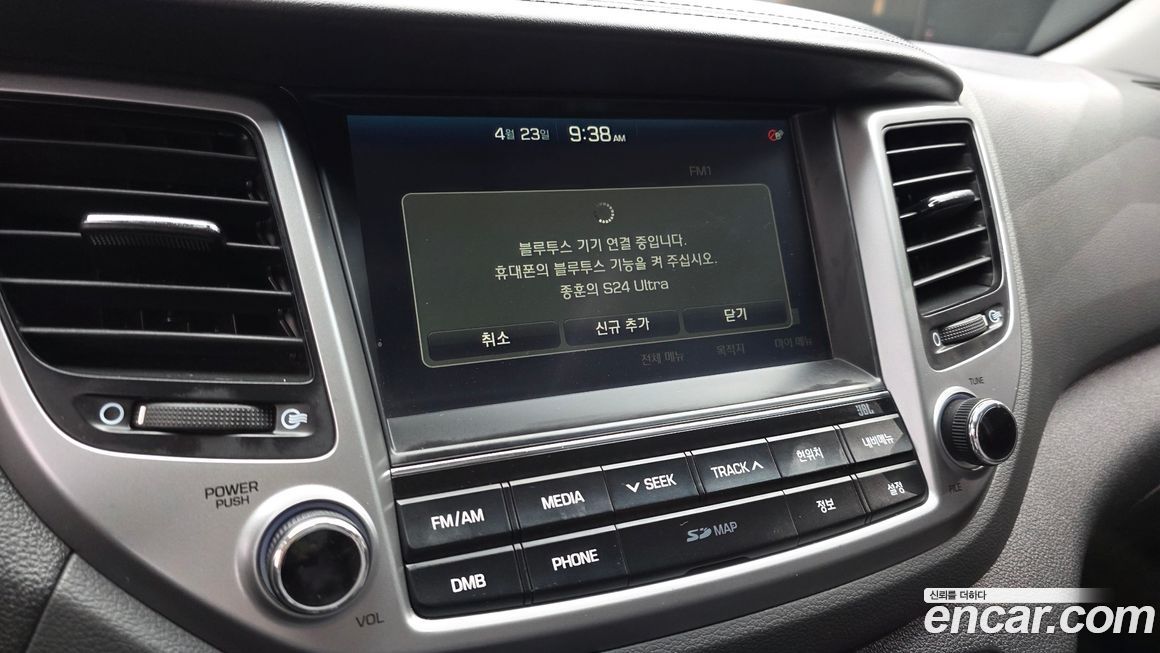 4월 23일 9:38 AM
FM1
블루투스 기기 연결 중입니다.
휴대폰의 블루투스 기능을 켜 주십시오.
종훈의 S24 Ultra
취소 신규 추가 닫기
전체 메뉴 목적지 마이 메뉴
JBL
TUNE
FILE
POWER
PUSH
VOL
FM/AM MEDIA SEEK TRACK 현위치 내비메뉴
DMB PHONE SD MAP 정보 설정
신뢰를 더하다
encar.com